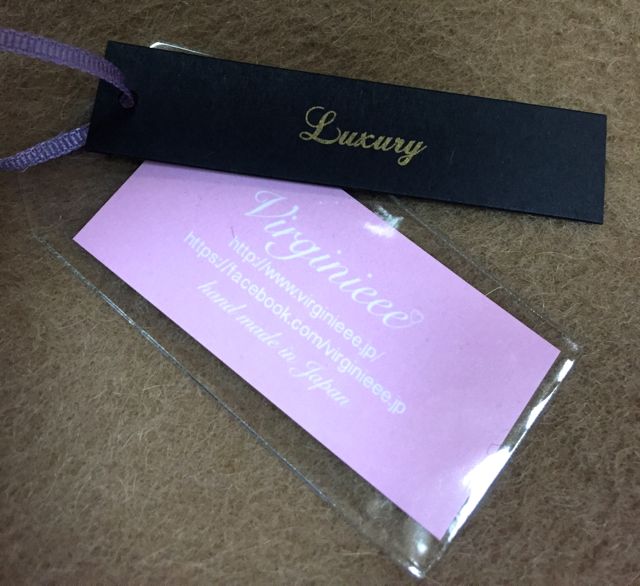 Luxury
Virginieee♡
http://www.virginieee.jp/
https://facebook.com/virginieee.jp
hand made in Japan